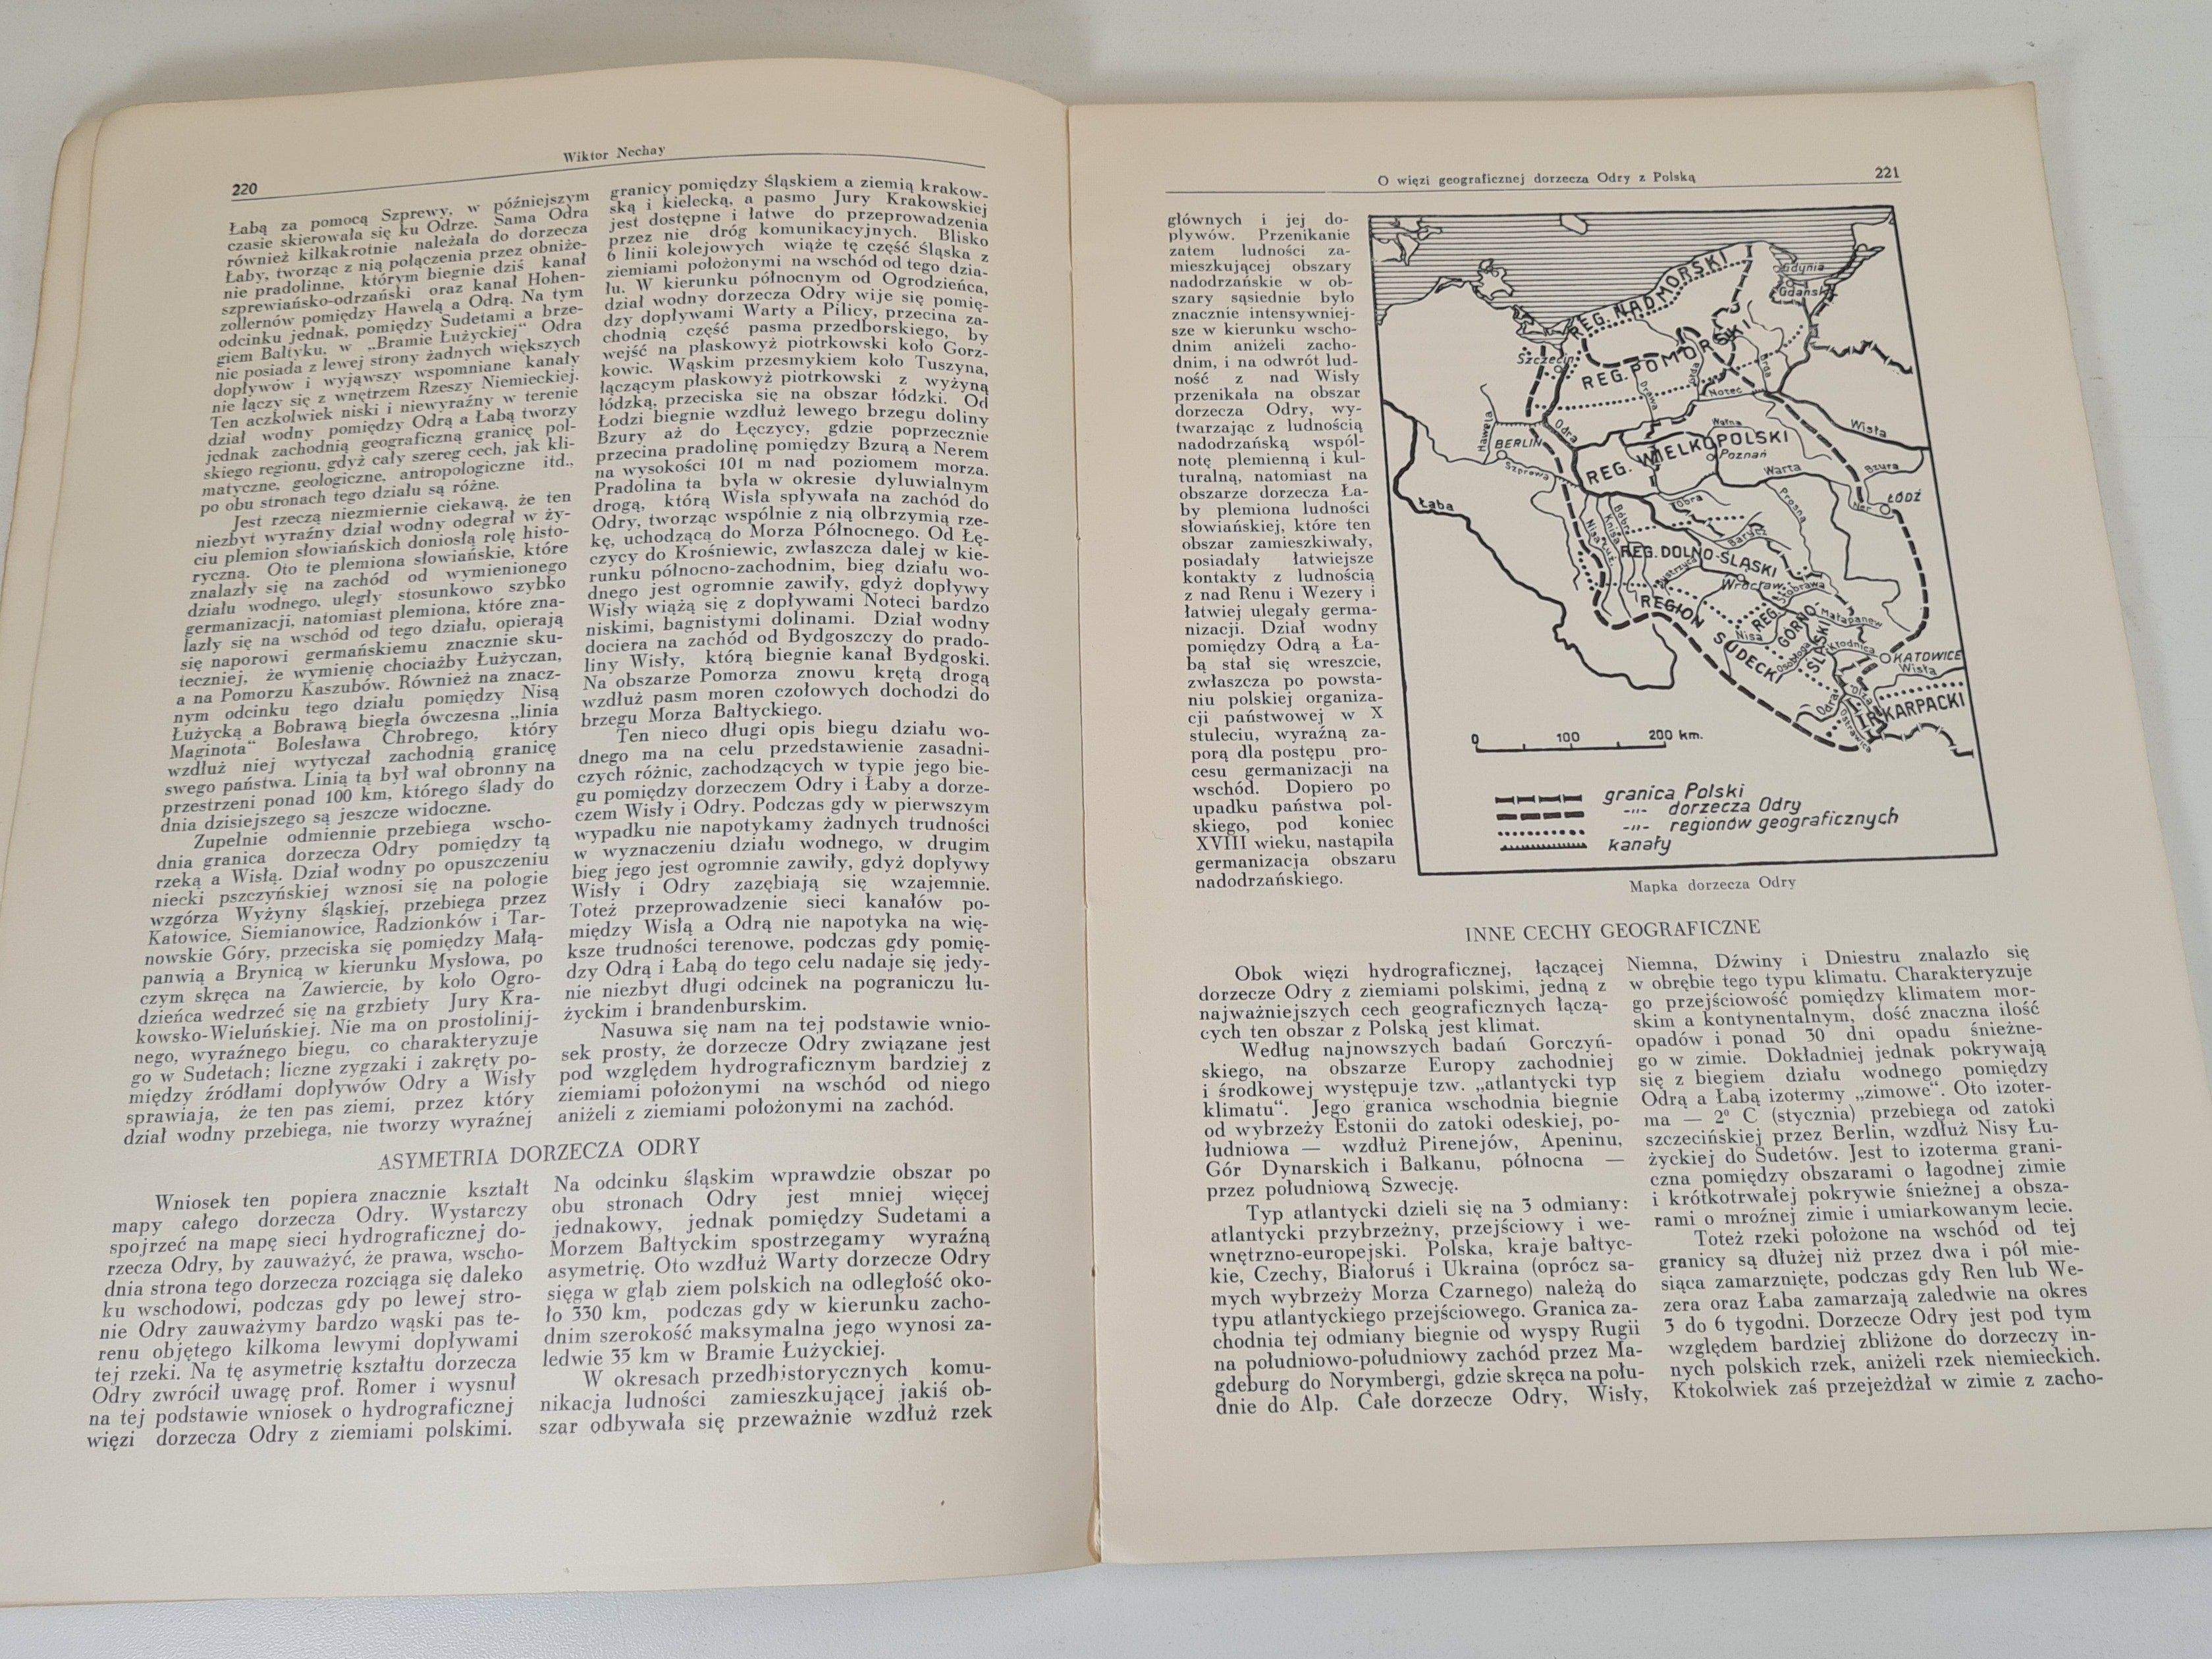 220
Wiktor Nechay
Łabą za pomocą Szprewy, w późniejszym
czasie skierowała się ku Odrze. Sama Odra
również kilkakrotnie należała do dorzecza
Łaby, tworząc z nią połączenia przez obniże-
nie pradolinne, którym biegnie dziś kanał
szprewiańsko-odrzański oraz kanał Hohen-
zollernów pomiędzy Hawelą a Odrą. Na tym
odcinku jednak, pomiędzy Sudetami a brze-
giem Bałtyku, w „Bramie Łużyckiej“ Odra
nie posiada z lewej strony żadnych większych
dopływów i wyjąwszy wspomniane kanały
nie łączy się z wnętrzem Rzeszy Niemieckiej.
Ten aczkolwiek niski i niewyraźny w terenie
dział wodny pomiędzy Odrą a Łabą tworzy
jednak zachodnią geograficzną granicę pol-
skiego regionu, gdyż cały szereg cech, jak kli-
matyczne, geologiczne, antropologiczne itd.,
po obu stronach tego działu są różne.
Jest rzeczą niezmiernie ciekawą, że ten
niezbyt wyraźny dział wodny odegrał w ży-
ciu plemion słowiańskich doniosłą rolę histo-
ryczną. Oto te plemiona słowiańskie, które
znalazły się na zachód od wymienionego
działu wodnego, uległy stosunkowo szybko
germanizacji, natomiast plemiona, które zna-
lazły się na wschód od tego działu, opierają
się naporowi germańskiemu znacznie sku-
teczniej, że wymienię chociażby Łużyczan,
a na Pomorzu Kaszubów. Również na znacz-
nym odcinku tego działu pomiędzy Nisą
Łużycką a Bobrawą biegła ówczesna „linia
Maginota“ Bolesława Chrobrego, który
wzdłuż niej wytyczał zachodnią granicę
swego państwa. Linią tą był wał obronny na
przestrzeni ponad 100 km, którego ślady do
dnia dzisiejszego są jeszcze widoczne.
Zupełnie odmiennie przebiega wscho-
dnia granica dorzecza Odry pomiędzy tą
rzeką a Wisłą. Dział wodny po opuszczeniu
niecki pszczyńskiej wznosi się na pologie
wzgórza Wyżyny śląskiej, przebiega przez
Katowice, Siemianowice, Radzionków i Tar-
nowskie Góry, przeciska się pomiędzy Małą-
panwią a Brynicą w kierunku Mysłowa, po
czym skręca na Zawiercie, by koło Ogro-
dzieńca wedrzeć się na grzbiety Jury Kra-
kowsko-Wieluńskiej. Nie ma on prostolinij-
nego, wyraźnego biegu, co charakteryzuje
go w Sudetach; liczne zygzaki i zakręty po-
między źródłami dopływów Odry a Wisły
sprawiają, że ten pas ziemi, przez który
dział wodny przebiega, nie tworzy wyraźnej
granicy pomiędzy Śląskiem a ziemią krakow-
ską i kielecką, a pasmo Jury Krakowskiej
jest dostępne i łatwe do przeprowadzenia
przez nie dróg komunikacyjnych. Blisko
6 linii kolejowych wiąże tę część Śląska z
ziemiami położonymi na wschód od tego dzia-
łu. W kierunku północnym od Ogrodzieńca,
dział wodny dorzecza Odry wije się pomię-
dzy dopływami Warty a Pilicy, przecina za-
chodnią część pasma przedborskiego, by
wejść na płaskowyż piotrkowski koło Gorz-
kowic. Wąskim przesmykiem koło Tuszyna,
łączącym płaskowyż piotrkowski z wyżyną
łódzką, przeciska się na obszar łódzki. Od
Łodzi biegnie wzdłuż lewego brzegu doliny
Bzury aż do Łęczycy, gdzie poprzecznie
przecina pradolinę pomiędzy Bzurą a Nerem
na wysokości 101 m nad poziomem morza.
Pradolina ta była w okresie dyluwialnym
drogą, którą Wisła spływała na zachód do
Odry, tworząc wspólnie z nią olbrzymią rze-
kę, uchodzącą do Morza Północnego. Od Łę-
czycy do Krośniewic, zwłaszcza dalej w kie-
runku północno-zachodnim, bieg działu wo-
dnego jest ogromnie zawiły, gdyż dopływy
Wisły wiążą się z dopływami Noteci bardzo
niskimi, bagnistymi dolinami. Dział wodny
dociera na zachód od Bydgoszczy do prado-
liny Wisły, którą biegnie kanał Bydgoski.
Na obszarze Pomorza znowu krętą drogą
wzdłuż pasm moren czołowych dochodzi do
brzegu Morza Bałtyckiego.
Ten nieco długi opis biegu działu wo-
dnego ma na celu przedstawienie zasadni-
czych różnic, zachodzących w typie jego bie-
gu pomiędzy dorzeczem Odry i Łaby a dorze-
czem Wisły i Odry. Podczas gdy w pierwszym
wypadku nie napotykamy żadnych trudności
w wyznaczeniu działu wodnego, w drugim
bieg jego jest ogromnie zawiły, gdyż dopływy
Wisły i Odry zazębiają się wzajemnie.
Toteż przeprowadzenie sieci kanałów po-
między Wisłą a Odrą nie napotyka na wię-
ksze trudności terenowe, podczas gdy pomię-
dzy Odrą i Łabą do tego celu nadaje się jedy-
nie niezbyt długi odcinek na pograniczu łu-
życkim i brandenburskim.
Nasuwa się nam na tej podstawie wnio-
sek prosty, że dorzecze Odry związane jest
pod względem hydrograficznym bardziej z
ziemiami położonymi na wschód od niego
aniżeli z ziemiami położonymi na zachód.
ASYMETRIA DORZECZA ODRY
Wniosek ten popiera znacznie kształt
mapy całego dorzecza Odry. Wystarczy
spojrzeć na mapę sieci hydrograficznej do-
rzecza Odry, by zauważyć, że prawa, wscho-
dnia strona tego dorzecza rozciąga się daleko
ku wschodowi, podczas gdy po lewej stro-
nie Odry zauważymy bardzo wąski pas te-
renu objętego kilkoma lewymi dopływami
tej rzeki. Na tę asymetrię kształtu dorzecza
Odry zwrócił uwagę prof. Romer i wysnuł
na tej podstawie wniosek o hydrograficznej
więzi dorzecza Odry z ziemiami polskimi.
Na odcinku śląskim wprawdzie obszar po
obu stronach Odry jest mniej więcej
jednakowy, jednak pomiędzy Sudetami a
Morzem Bałtyckim spostrzegamy wyraźną
asymetrię. Oto wzdłuż Warty dorzecze Odry
sięga w głąb ziem polskich na odległość oko-
ło 330 km, podczas gdy w kierunku zacho-
dnim szerokość maksymalna jego wynosi za-
ledwie 35 km w Bramie Łużyckiej.
W okresach przedhistorycznych komu-
nikacja ludności zamieszkującej jakiś ob-
szar odbywała się przeważnie wzdłuż rzek
O więzi geograficznej dorzecza Odry z Polską
221
głównych i jej do-
pływów. Przenikanie
zatem ludności za-
mieszkującej obszary
nadodrzańskie w ob-
szary sąsiednie było
znacznie intensywniej-
sze w kierunku wscho-
dnim aniżeli zacho-
dnim, i na odwrót lud-
ność z nad Wisły
przenikała na obszar
dorzecza Odry, wy-
twarzając z ludnością
nadodrzańską wspól-
notę plemienną i kul-
turalną, natomiast na
obszarze dorzecza Ła-
by plemiona ludności
słowiańskiej, które ten
obszar zamieszkiwały,
posiadały łatwiejsze
kontakty z ludnością
z nad Renu i Wezery i
łatwiej ulegały germa-
nizacji. Dział wodny
pomiędzy Odrą a Ła-
bą stał się wreszcie,
zwłaszcza po powsta-
niu polskiej organiza-
cji państwowej w X
stuleciu, wyraźną za-
porą dla postępu pro-
cesu germanizacji na
wschód. Dopiero po
upadku państwa pol-
skiego, pod koniec
XVIII wieku, nastąpiła
germanizacja obszaru
nadodrzańskiego.
REG. NADMORSKI
Gdynia
Gdańsk
Szczecin
REG. POMORSKI
Drawa
Noteć
Brda
Hawela
BERLIN
Szprewa
Odra
Wisła
Warta
REG. WIELKOPOLSKI
Poznań
Warta
Bzura
ŁÓDŹ
Ner
Łaba
Obra
Prosna
Bóbr
Kwisa
Nisa Łuż.
Barycz
REG. DOLNO-ŚLĄSKI
Bystrzyca
Wrocław
Stobrawa
REGION SUDECKI
REG. GÓRNO ŚLĄSKI
Małapanew
Nisa
Osobłoga
Kłodnica
KATOWICE
Wisła
Odra
Olza
Ostrawica
R. KARPACKI
0 100 200 km.
granica Polski
-„- dorzecza Odry
-„- regionów geograficznych
kanały
Mapka dorzecza Odry
INNE CECHY GEOGRAFICZNE
Obok więzi hydrograficznej, łączącej
dorzecze Odry z ziemiami polskimi, jedną z
najważniejszych cech geograficznych łączą-
cych ten obszar z Polską jest klimat.
Według najnowszych badań Gorczyń-
skiego, na obszarze Europy zachodniej
i środkowej występuje tzw. „atlantycki typ
klimatu“. Jego granica wschodnia biegnie
od wybrzeży Estonii do zatoki odeskiej, po-
łudniowa — wzdłuż Pirenejów, Apeninu,
Gór Dynarskich i Bałkanu, północna —
przez południową Szwecję.
Typ atlantycki dzieli się na 3 odmiany:
atlantycki przybrzeżny, przejściowy i we-
wnętrzno-europejski. Polska, kraje bałtyc-
kie, Czechy, Białoruś i Ukraina (oprócz sa-
mych wybrzeży Morza Czarnego) należą do
typu atlantyckiego przejściowego. Granica za-
chodnia tej odmiany biegnie od wyspy Rugii
na południowo-południowy zachód przez Ma-
gdeburg do Norymbergi, gdzie skręca na połu-
dnie do Alp. Całe dorzecze Odry, Wisły,
Niemna, Dźwiny i Dniestru znalazło się
w obrębie tego typu klimatu. Charakteryzuje
go przejściowość pomiędzy klimatem mor-
skim a kontynentalnym, dość znaczna ilość
opadów i ponad 30 dni opadu śnieżne-
go w zimie. Dokładniej jednak pokrywają
się z biegiem działu wodnego pomiędzy
Odrą a Łabą izotermy „zimowe“. Oto izoter-
ma — 2⁰ C (stycznia) przebiega od zatoki
szczecińskiej przez Berlin, wzdłuż Nisy Łu-
życkiej do Sudetów. Jest to izoterma grani-
czna pomiędzy obszarami o łagodnej zimie
i krótkotrwałej pokrywie śnieżnej a obsza-
rami o mroźnej zimie i umiarkowanym lecie.
Toteż rzeki położone na wschód od tej
granicy są dłużej niż przez dwa i pół mie-
siąca zamarznięte, podczas gdy Ren lub We-
zera oraz Łaba zamarzają zaledwie na okres
3 do 6 tygodni. Dorzecze Odry jest pod tym
względem bardziej zbliżone do dorzeczy in-
nych polskich rzek, aniżeli rzek niemieckich.
Ktokolwiek zaś przejeżdżał w zimie z zacho-